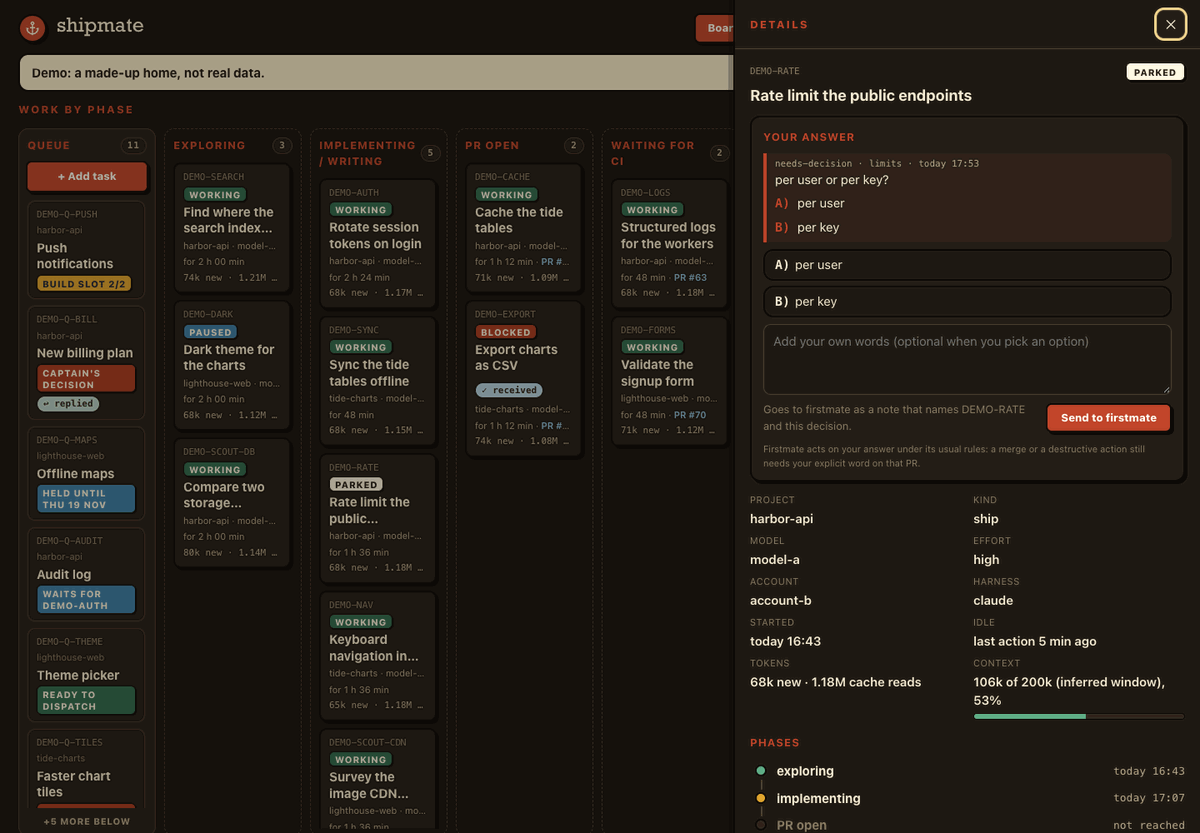 shipmate
Boar
Demo: a made-up home, not real data.
WORK BY PHASE
QUEUE 11
+ Add task
DEMO-Q-PUSH
harbor-api
Push
notifications
BUILD SLOT 2/2
DEMO-Q-BILL
harbor-api
New billing plan
CAPTAIN'S
DECISION
↩ replied
DEMO-Q-MAPS
lighthouse-web
Offline maps
HELD UNTIL
THU 19 NOV
DEMO-Q-AUDIT
harbor-api
Audit log
WAITS FOR
DEMO-AUTH
DEMO-Q-THEME
lighthouse-web
Theme picker
READY TO
DISPATCH
DEMO-Q-TILES
tide-charts
Faster chart
tiles
+5 MORE BELOW
EXPLORING 3
DEMO-SEARCH
WORKING
Find where the
search index…
harbor-api · model-…
for 2 h 00 min
74k new · 1.21M …
DEMO-DARK
PAUSED
Dark theme for
the charts
lighthouse-web · mo…
for 2 h 00 min
68k new · 1.12M …
DEMO-SCOUT-DB
WORKING
Compare two
storage…
harbor-api · model-…
for 2 h 00 min
80k new · 1.14M …
IMPLEMENTING
/ WRITING 5
DEMO-AUTH
WORKING
Rotate session
tokens on login
harbor-api · model-…
for 2 h 24 min
68k new · 1.17M …
DEMO-SYNC
WORKING
Sync the tide
tables offline
tide-charts · model-…
for 48 min
68k new · 1.15M …
DEMO-RATE
PARKED
Rate limit the
public…
harbor-api · model-…
for 1 h 36 min
68k new · 1.18M …
DEMO-NAV
WORKING
Keyboard
navigation in…
tide-charts · model-…
for 1 h 36 min
65k new · 1.18M …
DEMO-SCOUT-CDN
WORKING
Survey the
image CDN…
lighthouse-web · mo…
for 1 h 36 min
PR OPEN 2
DEMO-CACHE
WORKING
Cache the tide
tables
harbor-api · model-…
for 1 h 12 min · PR #…
71k new · 1.09M …
DEMO-EXPORT
BLOCKED
Export charts
as CSV
✓ received
tide-charts · model-…
for 1 h 12 min · PR #…
74k new · 1.08M …
WAITING FOR
CI 2
DEMO-LOGS
WORKING
Structured logs
for the workers
harbor-api · model-…
for 48 min · PR #63
68k new · 1.18M …
DEMO-FORMS
WORKING
Validate the
signup form
lighthouse-web · mo…
for 48 min · PR #70
71k new · 1.12M …
DETAILS
DEMO-RATE PARKED
Rate limit the public endpoints
YOUR ANSWER
needs-decision · limits · today 17:53
per user or per key?
A) per user
B) per key
A) per user
B) per key
Add your own words (optional when you pick an option)
Goes to firstmate as a note that names DEMO-RATE
and this decision.
Send to firstmate
Firstmate acts on your answer under its usual rules: a merge or a destructive action still
needs your explicit word on that PR.
PROJECT KIND
harbor-api ship
MODEL EFFORT
model-a high
ACCOUNT HARNESS
account-b claude
STARTED IDLE
today 16:43 last action 5 min ago
TOKENS CONTEXT
68k new · 1.18M cache reads 106k of 200k (inferred window),
53%
PHASES
exploring today 16:43
implementing today 17:07
PR open not reached